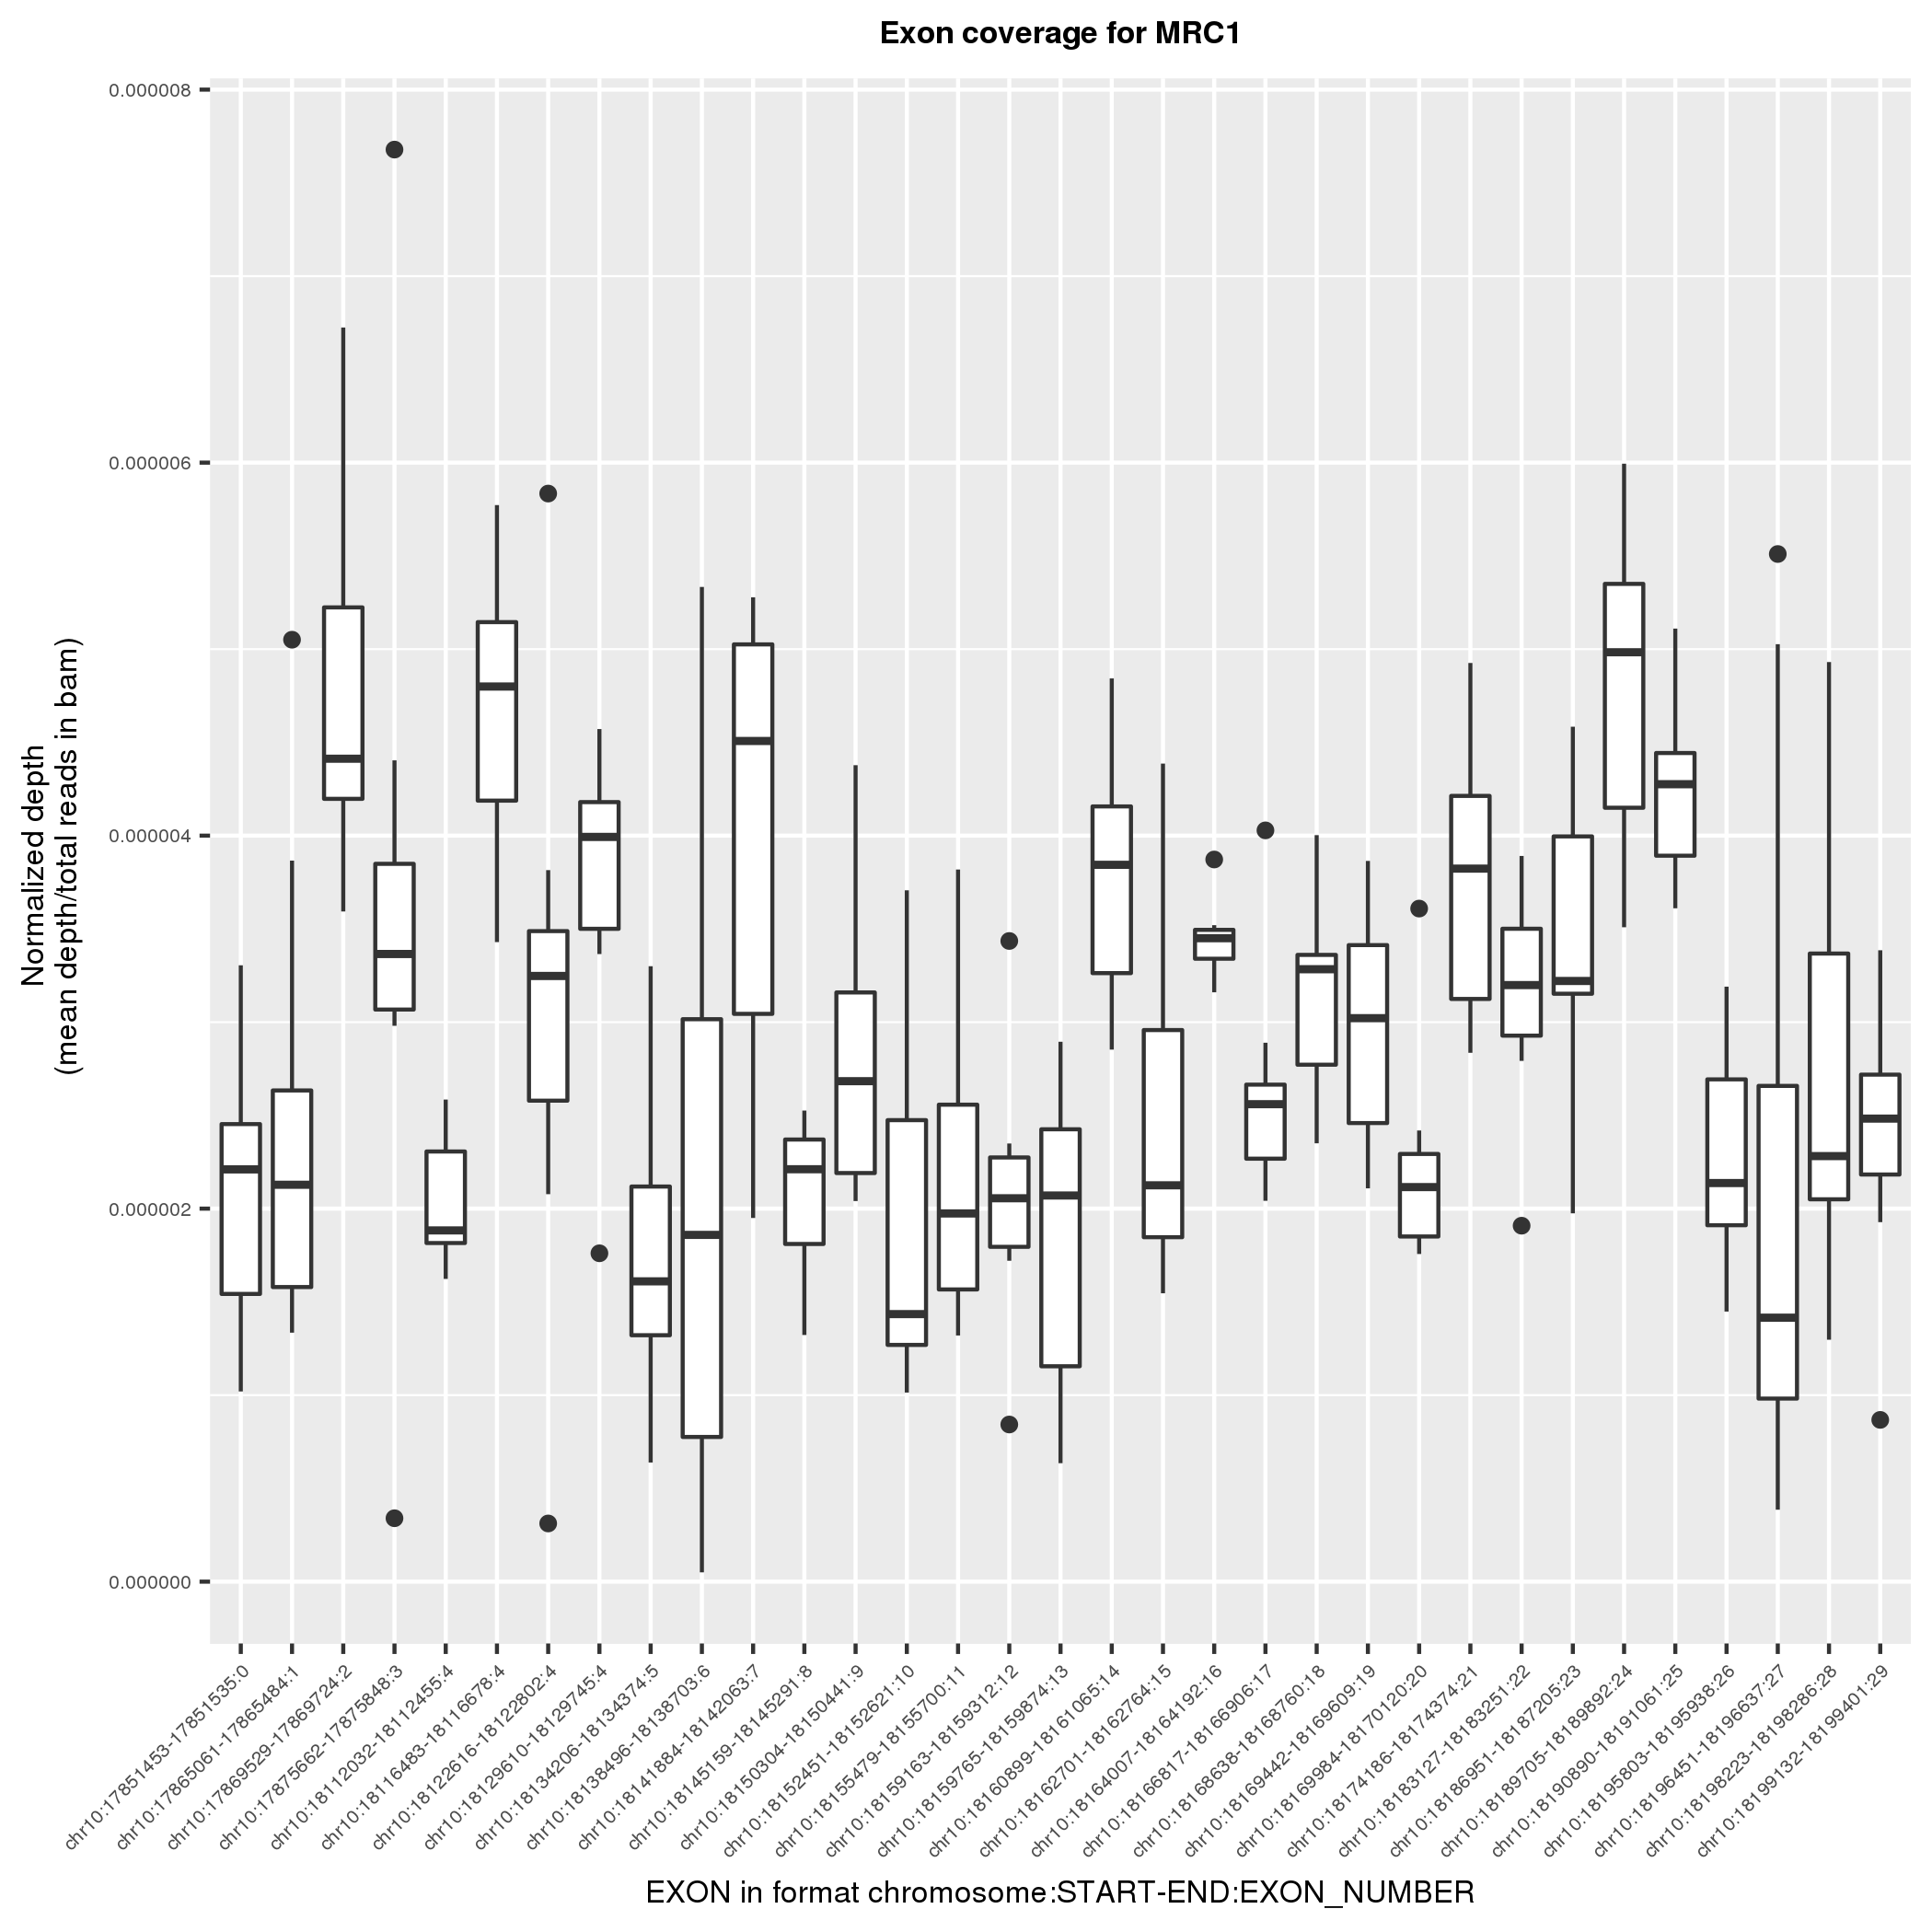 Exon coverage for MRC1
Normalized depth
(mean depth/total reads in bam)
0.000008
0.000006
0.000004
0.000002
0.000000
chr10:17851453-17851535:0
chr10:17865061-17865484:1
chr10:17869529-17869724:2
chr10:17875662-17875848:3
chr10:18112032-18112455:4
chr10:18116483-18116678:4
chr10:18122616-18122802:4
chr10:18129610-18129745:4
chr10:18134206-18134374:5
chr10:18138496-18138703:6
chr10:18141884-18142063:7
chr10:18145159-18145291:8
chr10:18150304-18150441:9
chr10:18152451-18152621:10
chr10:18155479-18155700:11
chr10:18159163-18159312:12
chr10:18159765-18159874:13
chr10:18160899-18161065:14
chr10:18162701-18162764:15
chr10:18164007-18164192:16
chr10:18166817-18166906:17
chr10:18168638-18168760:18
chr10:18169442-18169609:19
chr10:18169984-18170120:20
chr10:18174186-18174374:21
chr10:18183127-18183251:22
chr10:18186951-18187205:23
chr10:18189705-18189892:24
chr10:18190890-18191061:25
chr10:18195803-18195938:26
chr10:18196451-18196637:27
chr10:18198223-18198286:28
chr10:18199132-18199401:29
EXON in format chromosome:START-END:EXON_NUMBER